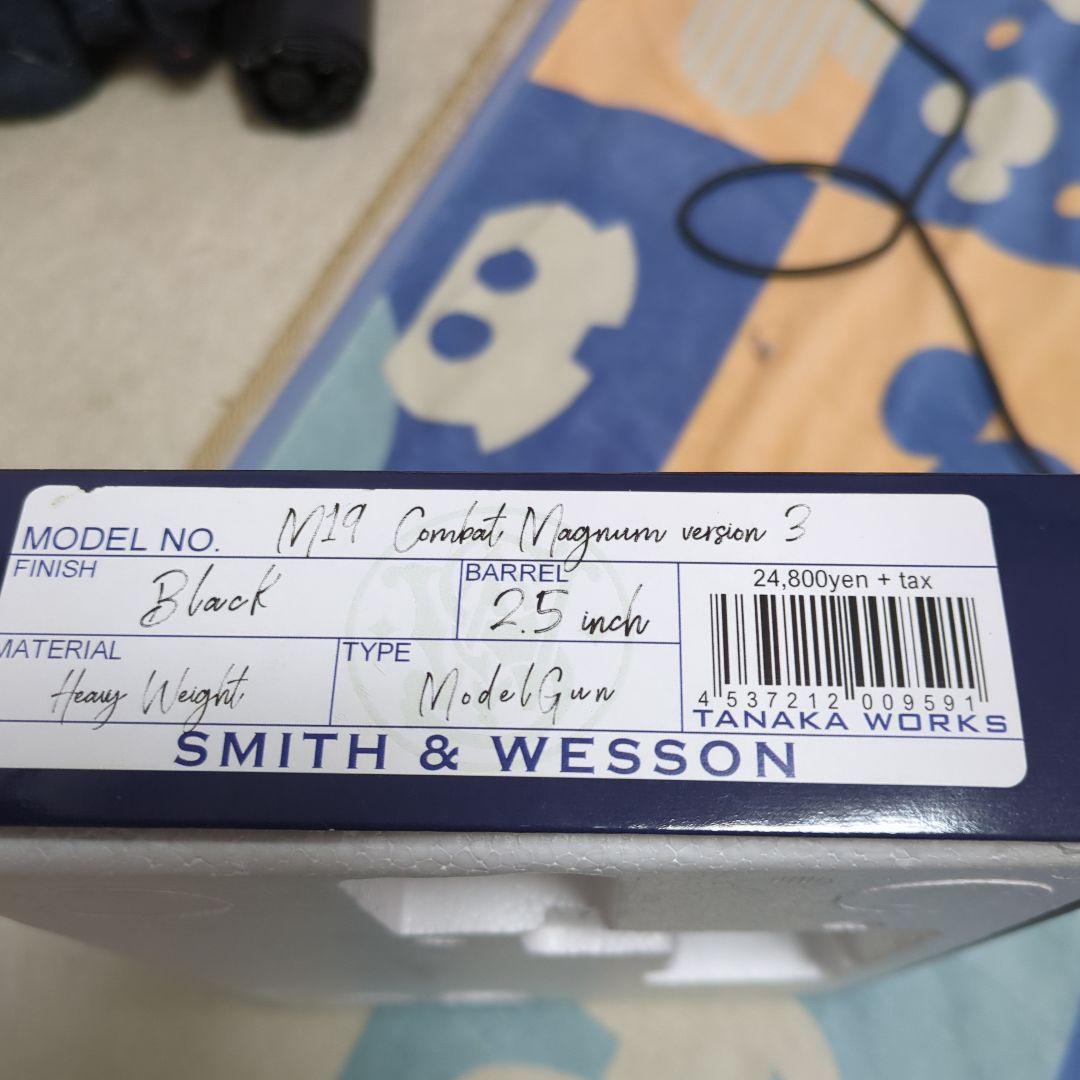 MODEL NO. M19 Combat Magnum version 3
FINISH Black
BARREL 2.5 inch
24,800yen + tax
MATERIAL Heavy Weight
TYPE ModelGun
4 537212 009591
TANAKA WORKS
SMITH & WESSON